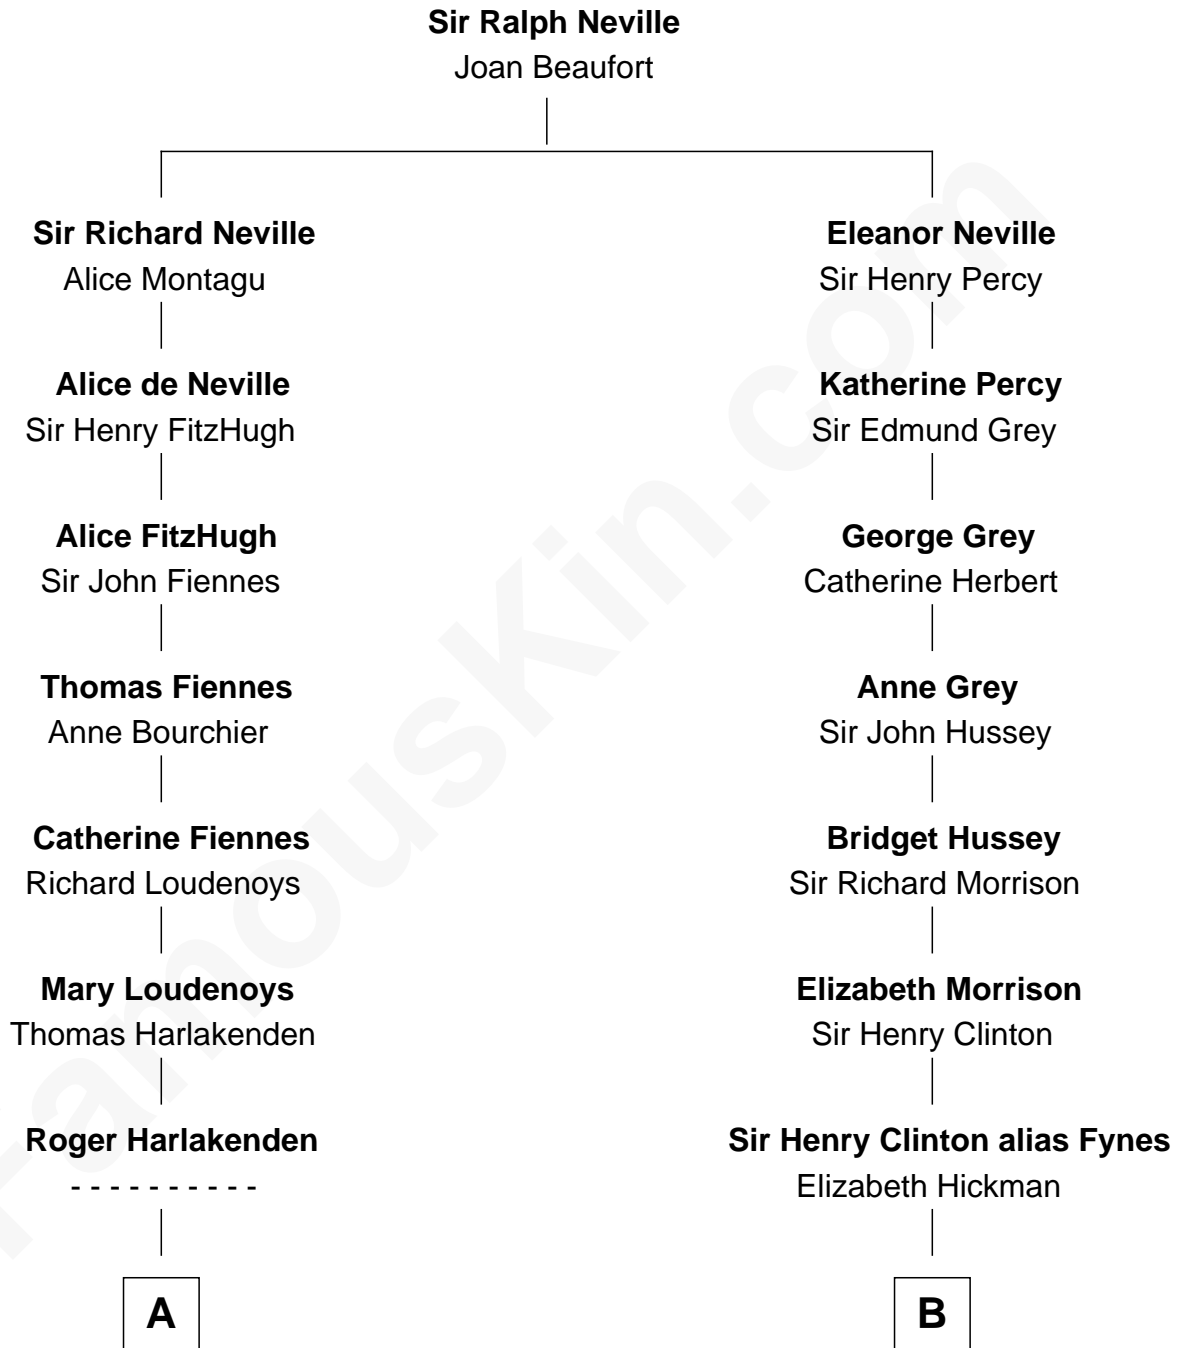 Sir Ralph Neville
Joan Beaufort
Sir Richard Neville
Alice Montagu
Eleanor Neville
Sir Henry Percy
Alice de Neville
Sir Henry FitzHugh
Katherine Percy
Sir Edmund Grey
Alice FitzHugh
Sir John Fiennes
George Grey
Catherine Herbert
Thomas Fiennes
Anne Bourchier
Anne Grey
Sir John Hussey
Catherine Fiennes
Richard Loudenoys
Bridget Hussey
Sir Richard Morrison
Mary Loudenoys
Thomas Harlakenden
Elizabeth Morrison
Sir Henry Clinton
Roger Harlakenden
- - - - - - - - - -
Sir Henry Clinton alias Fynes
Elizabeth Hickman
A
B
FamousKin.com